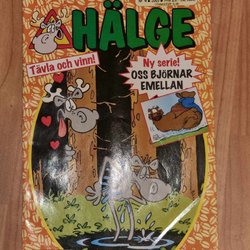 HÄLGE
Tävla och vinn!
Ny serie!
OSS BJÖRNAR
EMELLAN